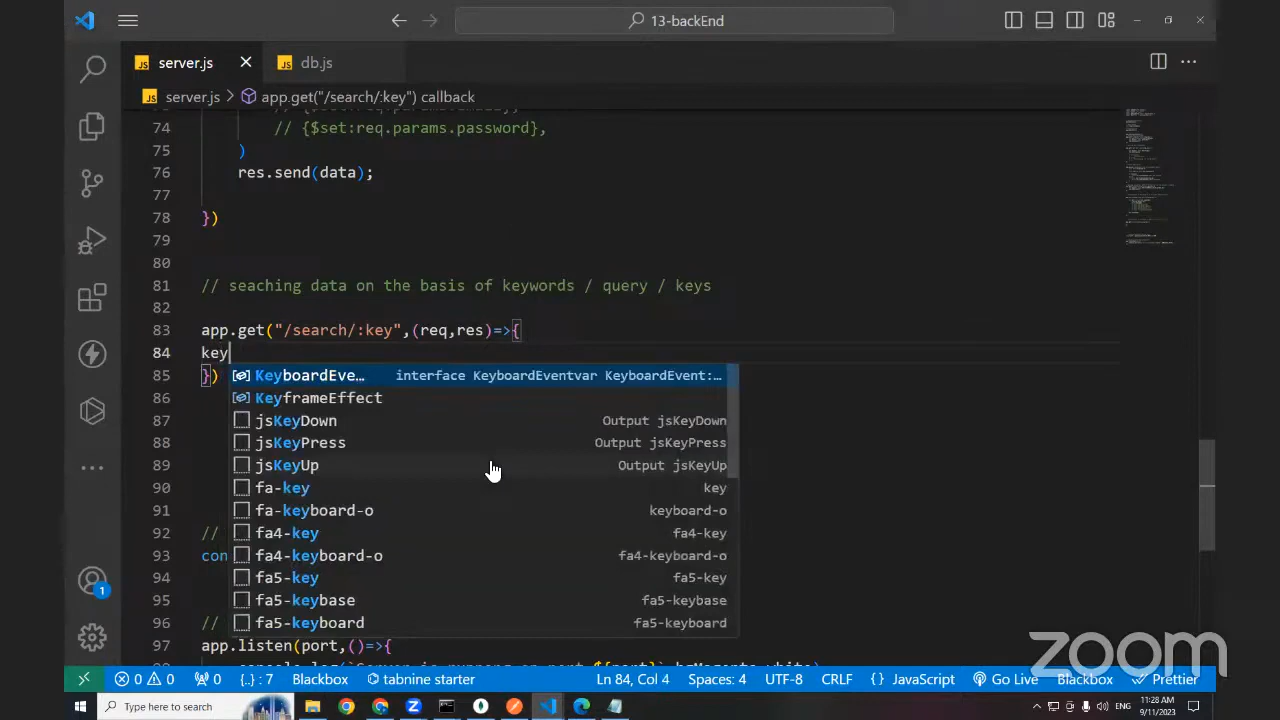 13-backEnd
JS server.js
JS db.js
JS server.js > app.get("/search/:key") callback
74 // {$set:req.params.password},
75 )
76 res.send(data);
77
78 })
79
80
81 // seaching data on the basis of keywords / query / keys
82
83 app.get("/search/:key",(req,res)=>{
84 key
85 })
86
87
88
89
90
91
92 //
93 con
94
95
96 //
97 app.listen(port,()=>{
KeyboardEve… interface KeyboardEventvar KeyboardEvent:…
KeyframeEffect
jsKeyDown Output jsKeyDown
jsKeyPress Output jsKeyPress
jsKeyUp Output jsKeyUp
fa-key key
fa-keyboard-o keyboard-o
fa4-key fa4-key
fa4-keyboard-o fa4-keyboard-o
fa5-key fa5-key
fa5-keybase fa5-keybase
fa5-keyboard fa5-keyboard
1
zoom
0 0 0 {..} : 7 Blackbox tabnine starter Ln 84, Col 4 Spaces: 4 UTF-8 CRLF {} JavaScript Go Live Blackbox Prettier
Type here to search
ENG
11:28 AM
9/11/2023